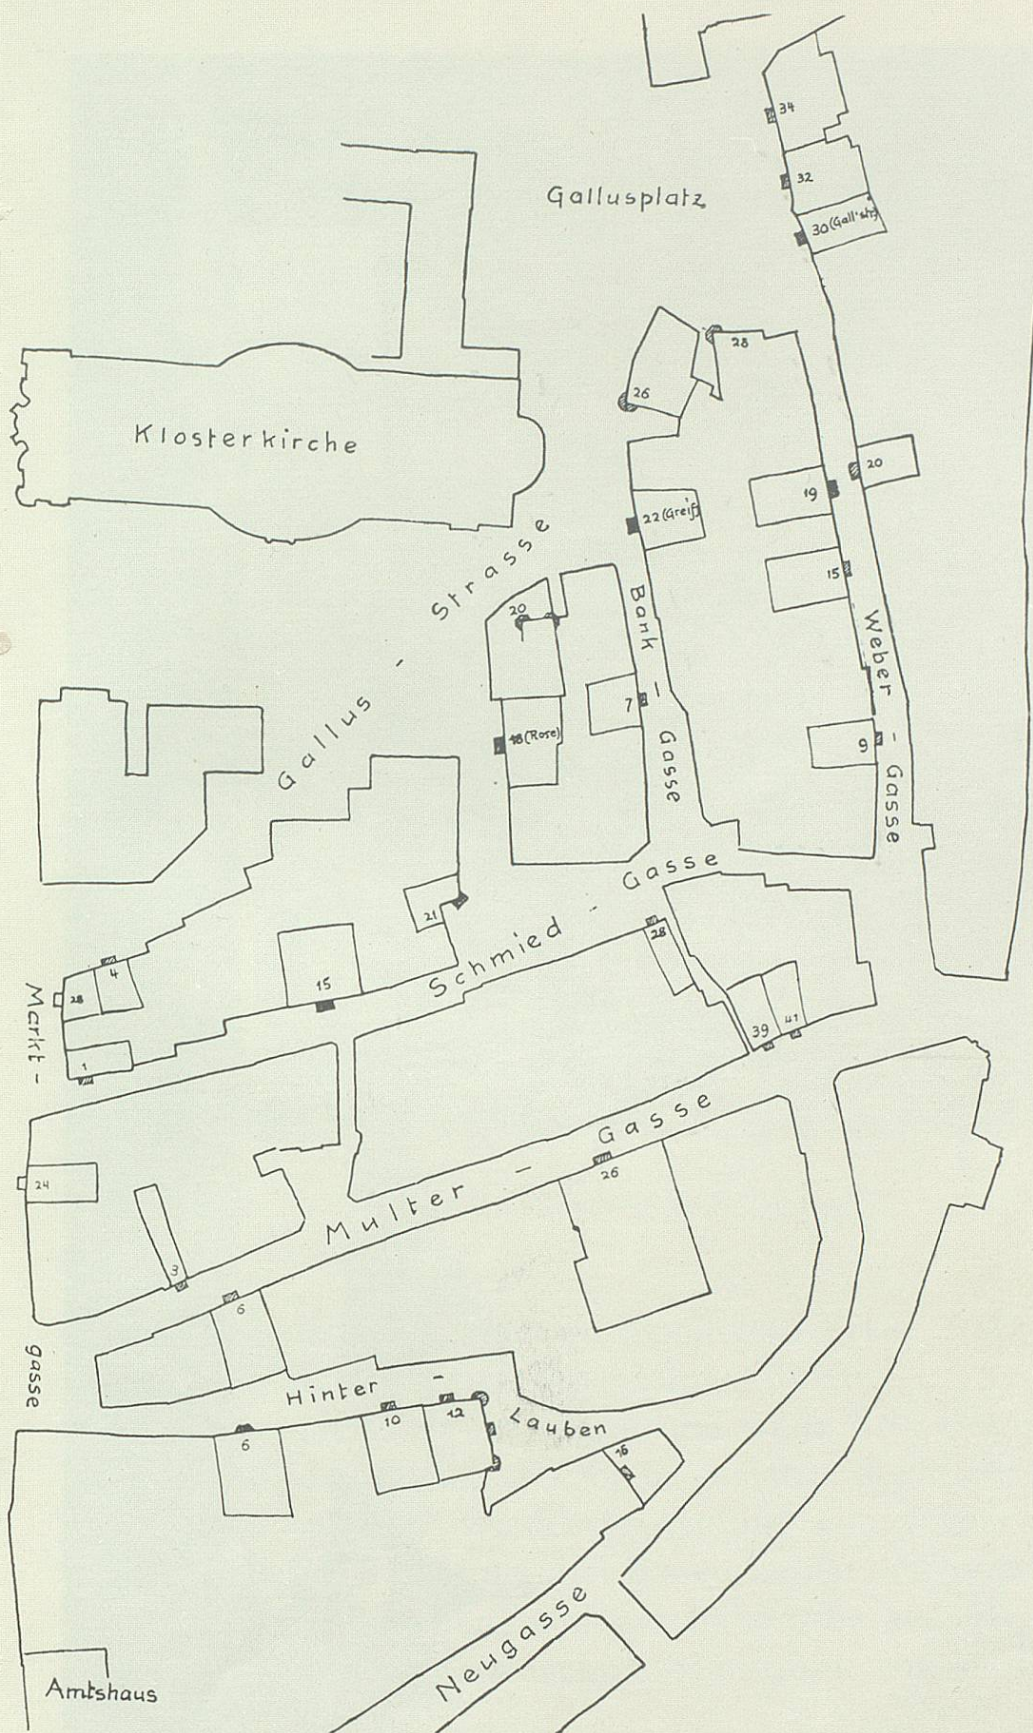 34
Gallusplatz
32
30 (Gall'str)
28
26
Klosterkirche
20
19
22 (Greif)
15
Gallus - Strasse
20
Bank - Gasse
Weber - Gasse
7
18 (Rose)
9
21
Schmied - Gasse
28
4
28
15
1
39
41
Markt -
gasse
24
Multer - Gasse
26
3
6
Hinter - Lauben
6
10
12
16
Neugasse
Amtshaus